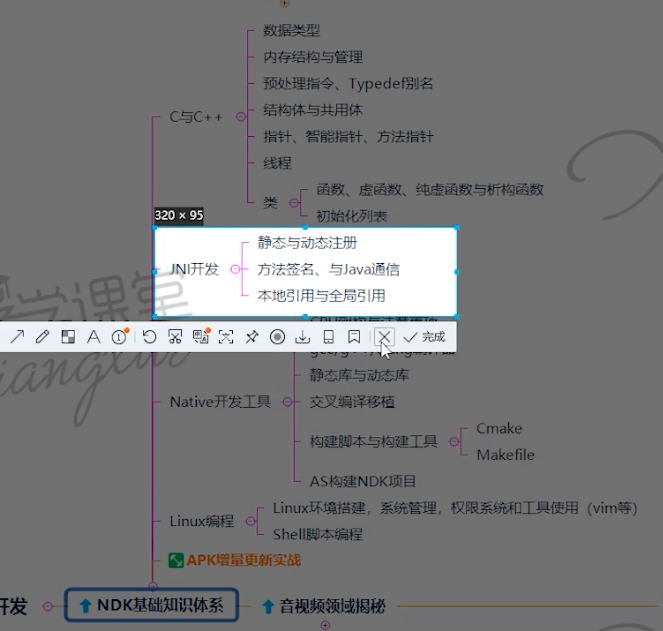 数据类型
内存结构与管理
预处理指令、Typedef别名
C与C++
结构体与共用体
指针、智能指针、方法指针
线程
类
函数、虚函数、纯虚函数与析构函数
初始化列表
320 × 95
JNI开发
静态与动态注册
方法签名、与Java通信
本地引用与全局引用
完成
静态库与动态库
Native开发工具
交叉编译移植
构建脚本与构建工具
Cmake
Makefile
AS构建NDK项目
Linux编程
Linux环境搭建，系统管理，权限系统和工具使用（vim等）
Shell脚本编程
APK增量更新实战
开发
NDK基础知识体系
音视频领域揭秘
学课堂